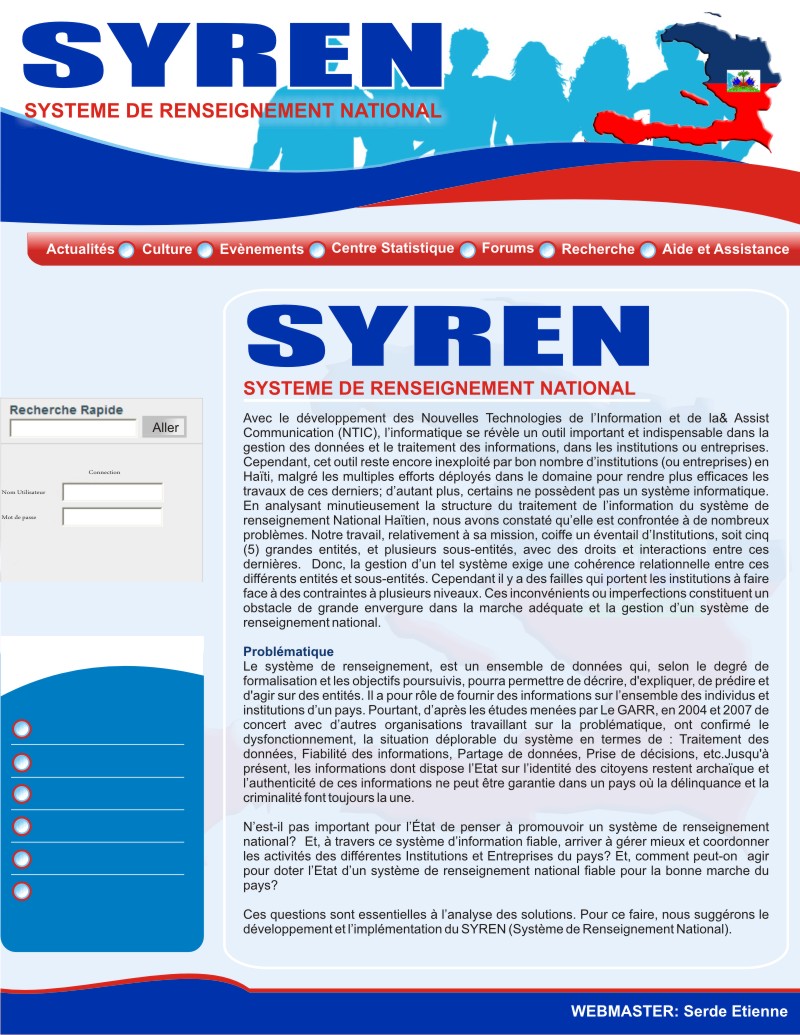 SYREN
SYSTEME DE RENSEIGNEMENT NATIONAL
Actualités Culture Evènements Centre Statistique Forums Recherche Aide et Assistance
Recherche Rapide
Aller
Connection
Nom Utilisateur
Mot de passe
SYREN
SYSTEME DE RENSEIGNEMENT NATIONAL
Avec le développement des Nouvelles Technologies de l’Information et de la& Assist
Communication (NTIC), l’informatique se révèle un outil important et indispensable dans la
gestion des données et le traitement des informations, dans les institutions ou entreprises.
Cependant, cet outil reste encore inexploité par bon nombre d’institutions (ou entreprises) en
Haïti, malgré les multiples efforts déployés dans le domaine pour rendre plus efficaces les
travaux de ces derniers; d’autant plus, certains ne possèdent pas un système informatique.
En analysant minutieusement la structure du traitement de l’information du système de
renseignement National Haïtien, nous avons constaté qu’elle est confrontée à de nombreux
problèmes. Notre travail, relativement à sa mission, coiffe un éventail d’Institutions, soit cinq
(5) grandes entités, et plusieurs sous-entités, avec des droits et interactions entre ces
dernières. Donc, la gestion d’un tel système exige une cohérence relationnelle entre ces
différents entités et sous-entités. Cependant il y a des failles qui portent les institutions à faire
face à des contraintes à plusieurs niveaux. Ces inconvénients ou imperfections constituent un
obstacle de grande envergure dans la marche adéquate et la gestion d’un système de
renseignement national.
Problématique
Le système de renseignement, est un ensemble de données qui, selon le degré de
formalisation et les objectifs poursuivis, pourra permettre de décrire, d'expliquer, de prédire et
d'agir sur des entités. Il a pour rôle de fournir des informations sur l’ensemble des individus et
institutions d’un pays. Pourtant, d’après les études menées par Le GARR, en 2004 et 2007 de
concert avec d’autres organisations travaillant sur la problématique, ont confirmé le
dysfonctionnement, la situation déplorable du système en termes de : Traitement des
données, Fiabilité des informations, Partage de données, Prise de décisions, etc.Jusqu'à
présent, les informations dont dispose l’Etat sur l’identité des citoyens restent archaïque et
l’authenticité de ces informations ne peut être garantie dans un pays où la délinquance et la
criminalité font toujours la une.
N’est-il pas important pour l’État de penser à promouvoir un système de renseignement
national? Et, à travers ce système d’information fiable, arriver à gérer mieux et coordonner
les activités des différentes Institutions et Entreprises du pays? Et, comment peut-on agir
pour doter l’Etat d’un système de renseignement national fiable pour la bonne marche du
pays?
Ces questions sont essentielles à l’analyse des solutions. Pour ce faire, nous suggérons le
développement et l’implémentation du SYREN (Système de Renseignement National).
WEBMASTER: Serde Etienne